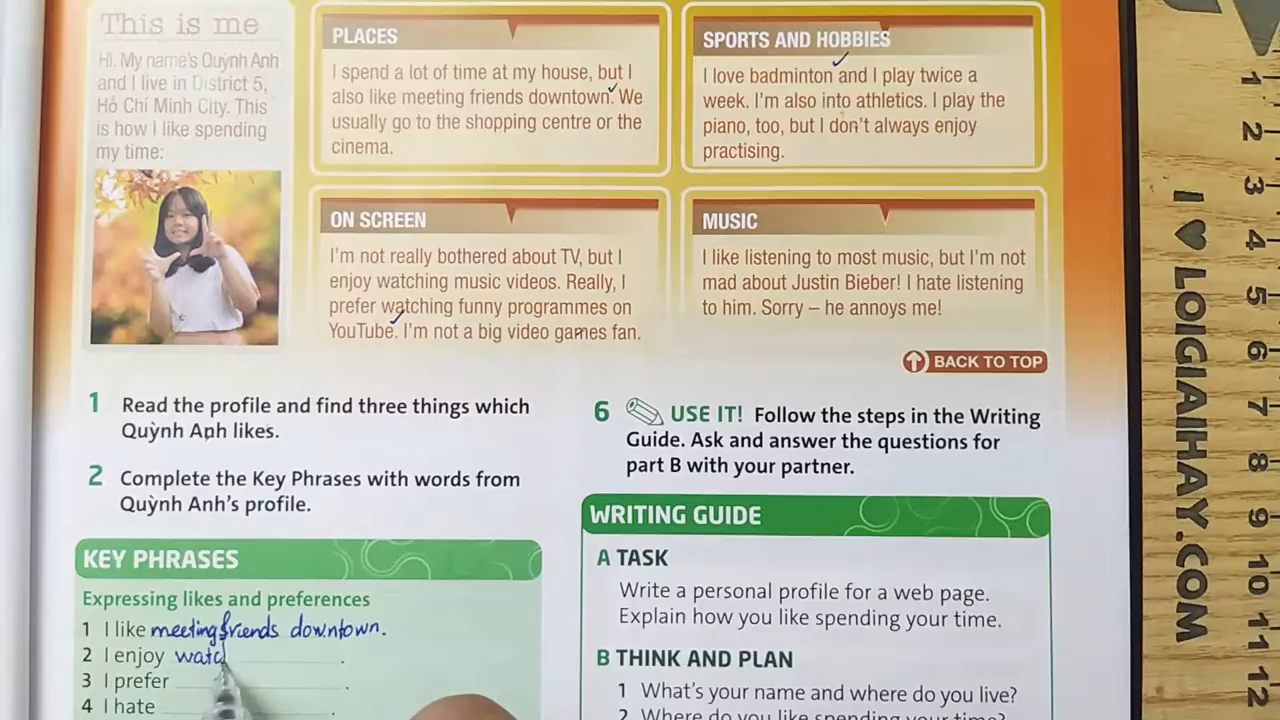 This is me
Hi. My name's Quỳnh Anh
and I live in District 5,
Hồ Chí Minh City. This
is how I like spending
my time:
PLACES
I spend a lot of time at my house, but I
also like meeting friends downtown. We
usually go to the shopping centre or the
cinema.
SPORTS AND HOBBIES
I love badminton and I play twice a
week. I'm also into athletics. I play the
piano, too, but I don't always enjoy
practising.
ON SCREEN
I'm not really bothered about TV, but I
enjoy watching music videos. Really, I
prefer watching funny programmes on
YouTube. I'm not a big video games fan.
MUSIC
I like listening to most music, but I'm not
mad about Justin Bieber! I hate listening
to him. Sorry – he annoys me!
BACK TO TOP
1 Read the profile and find three things which
Quỳnh Anh likes.
2 Complete the Key Phrases with words from
Quỳnh Anh's profile.
KEY PHRASES
Expressing likes and preferences
1 I like meeting friends downtown.
2 I enjoy watc .
3 I prefer .
4 I hate
6 USE IT! Follow the steps in the Writing
Guide. Ask and answer the questions for
part B with your partner.
WRITING GUIDE
A TASK
Write a personal profile for a web page.
Explain how you like spending your time.
B THINK AND PLAN
1 What's your name and where do you live?
2 Where do you like spending your time?
I ♥ LOIGIAIHAY.COM
1
2
3
4
5
6
7
8
9
10
11
12